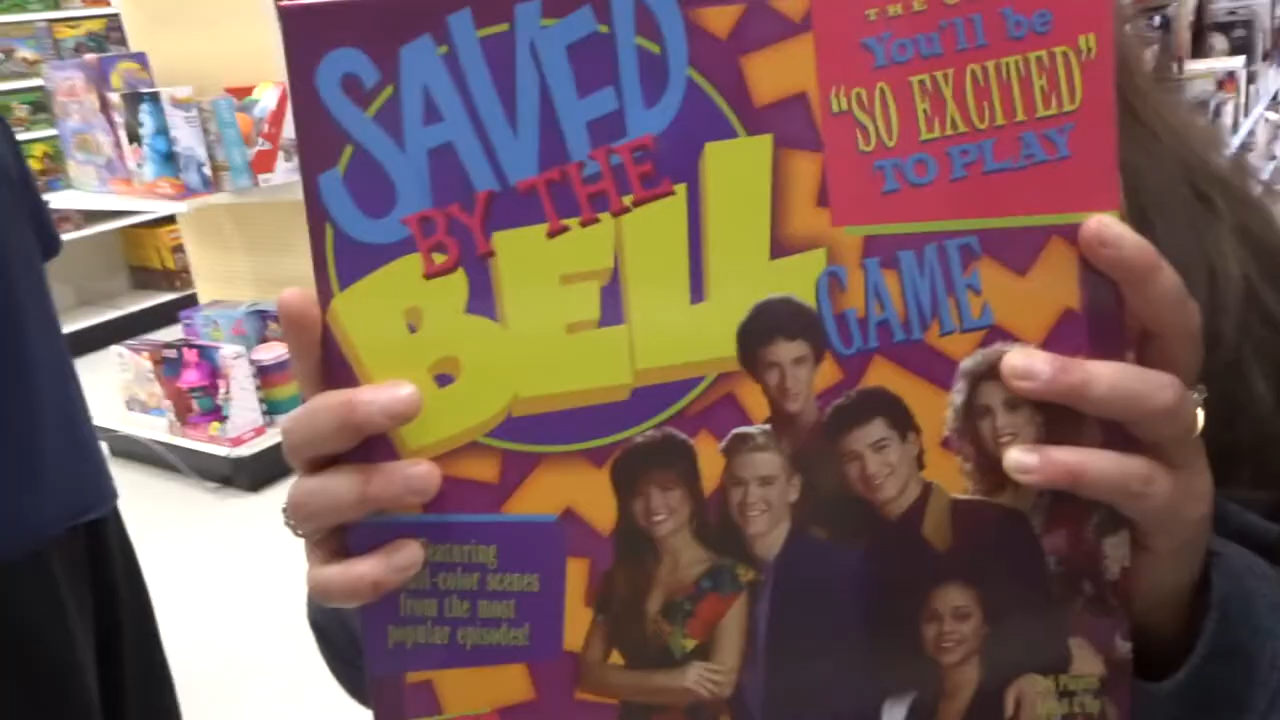 SAVED
BY THE
BELL
GAME
THE
You'll be
"SO EXCITED"
TO PLAY
Featuring
-color scenes
from the most
popular episodes!